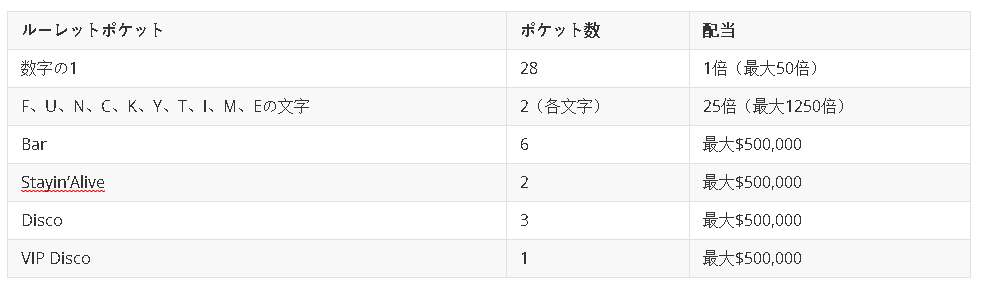 ルーレットポケット ポケット数 配当
数字の1 28 1倍（最大50倍）
F、U、N、C、K、Y、T、I、M、Eの文字 2（各文字） 25倍（最大1250倍）
Bar 6 最大$500,000
Stayin’Alive 2 最大$500,000
Disco 3 最大$500,000
VIP Disco 1 最大$500,000